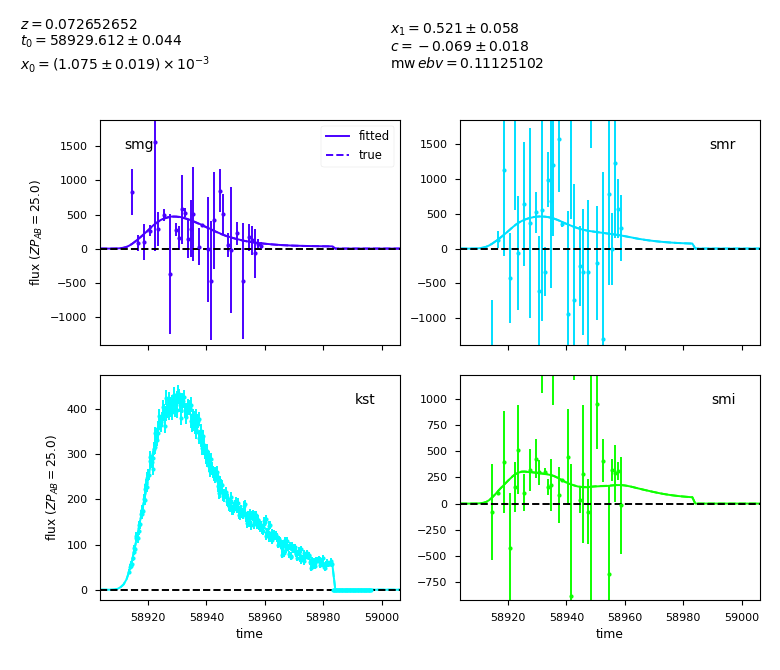 z = 0.072652652
t₀ = 58929.612 ± 0.044
x₀ = (1.075 ± 0.019) × 10⁻³
x₁ = 0.521 ± 0.058
c = −0.069 ± 0.018
mw ebv = 0.11125102
smg
fitted
true
1500
1000
500
0
−500
−1000
flux (ZP_AB = 25.0)
smr
1500
1000
500
0
−500
−1000
kst
400
300
200
100
0
flux (ZP_AB = 25.0)
58920 58940 58960 58980 59000
time
smi
1000
750
500
250
0
−250
−500
−750
58920 58940 58960 58980 59000
time